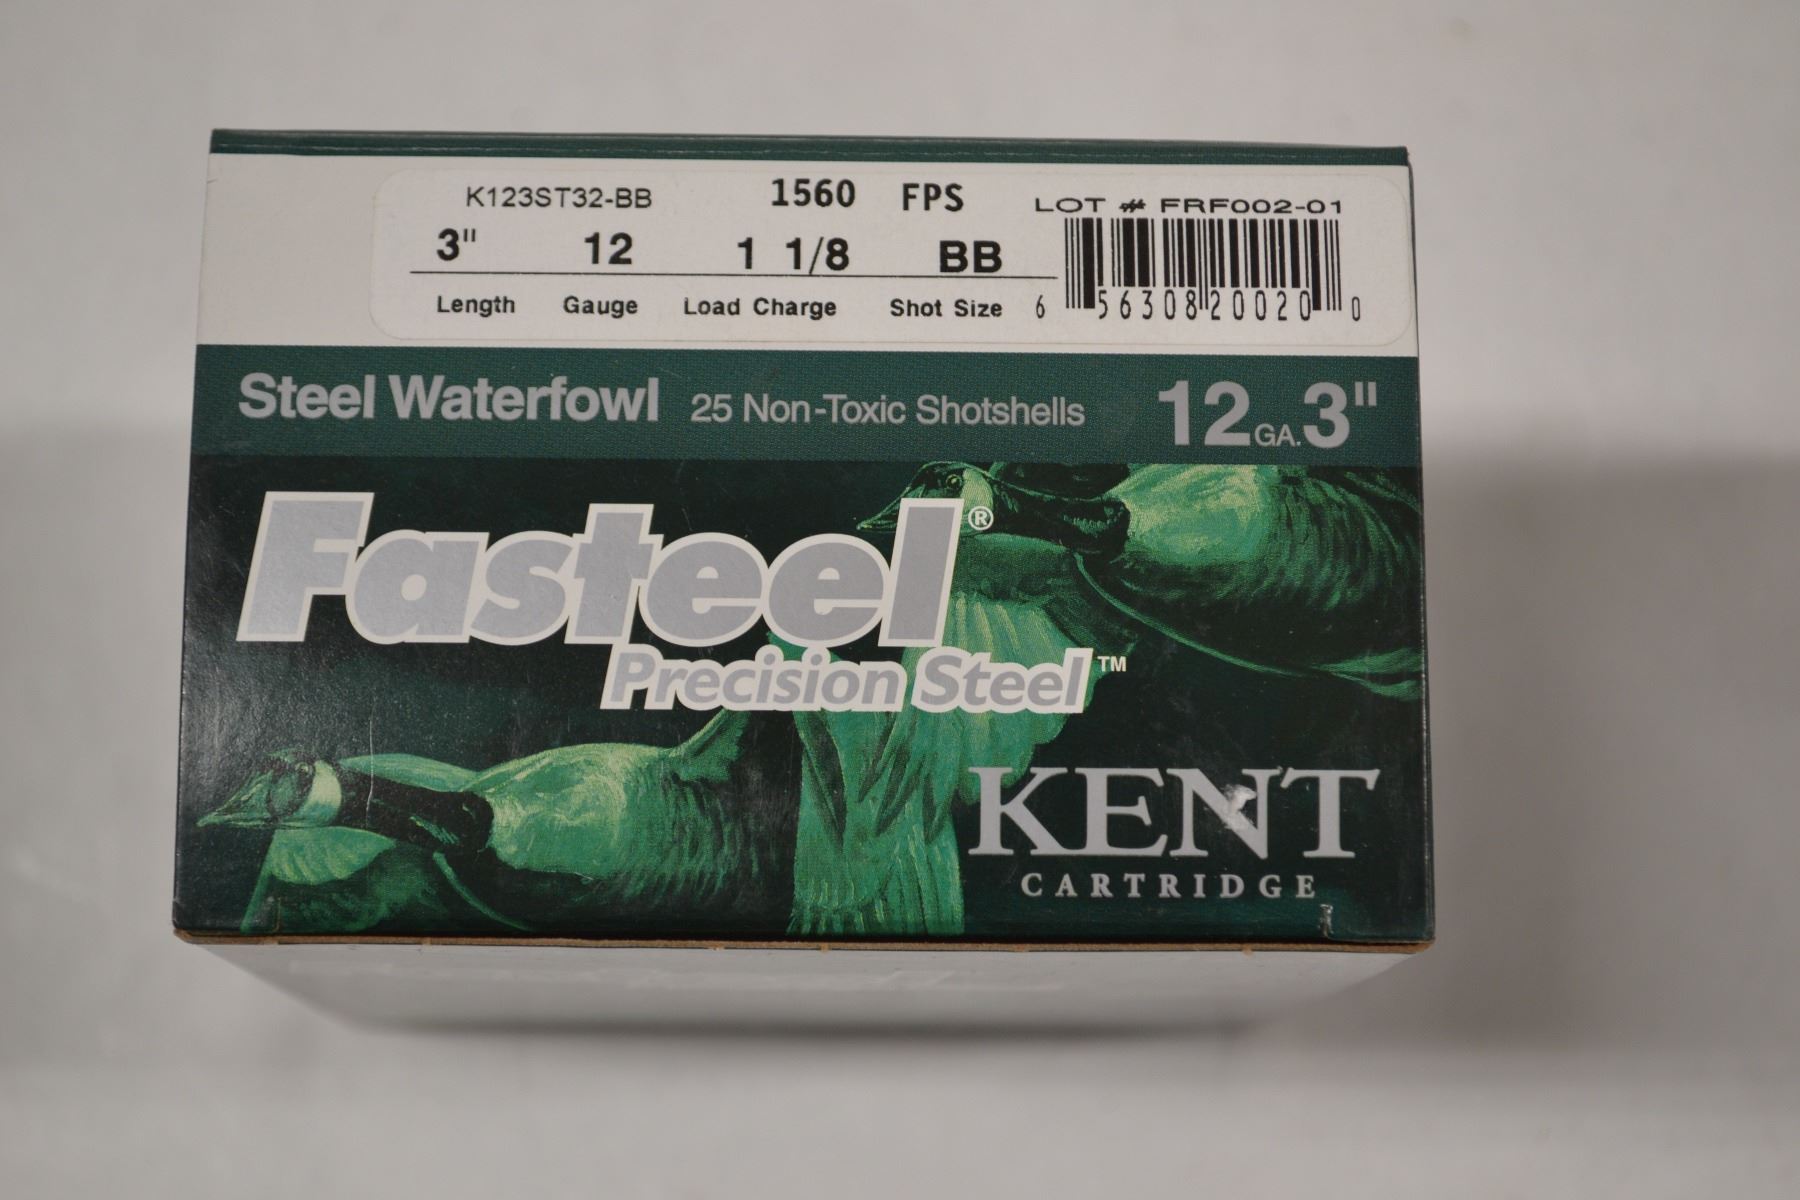 K123ST32-BB 1560 FPS LOT # FRF002-01
3" 12 1 1/8 BB
Length Gauge Load Charge Shot Size 6 56308 20020 0
Steel Waterfowl 25 Non-Toxic Shotshells 12 GA. 3"
Fasteel®
Precision Steel™
KENT
CARTRIDGE